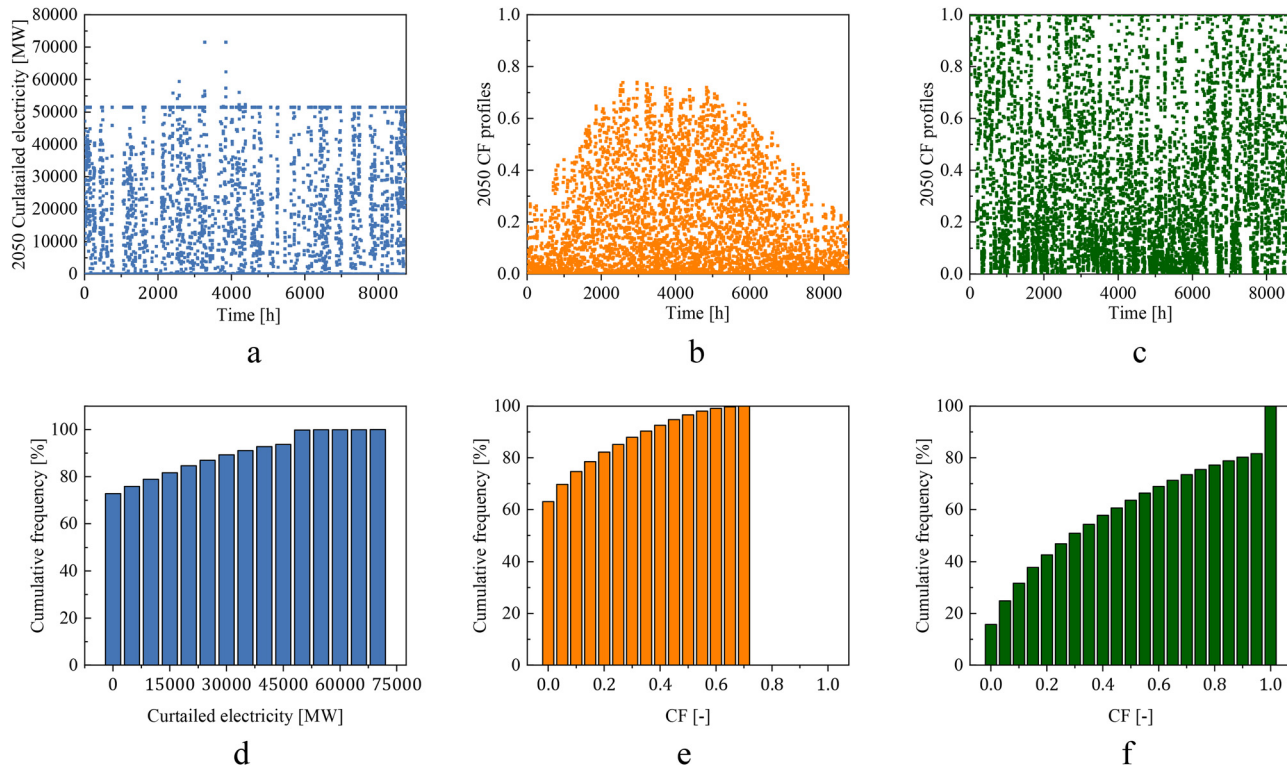 80000
70000
60000
50000
40000
30000
20000
10000
0
2050 Curlatailed electricity [MW]
0 2000 4000 6000 8000
Time [h]
a
1.0
0.8
0.6
0.4
0.2
0.0
2050 CF profiles
0 2000 4000 6000 8000
Time [h]
b
1.0
0.8
0.6
0.4
0.2
0.0
2050 CF profiles
0 2000 4000 6000 8000
Time [h]
c
100
80
60
40
20
0
Cumulative frequency [%]
0 15000 30000 45000 60000 75000
Curtailed electricity [MW]
d
100
80
60
40
20
0
Cumulative frequency [%]
0.0 0.2 0.4 0.6 0.8 1.0
CF [-]
e
100
80
60
40
20
0
Cumulative frequency [%]
0.0 0.2 0.4 0.6 0.8 1.0
CF [-]
f